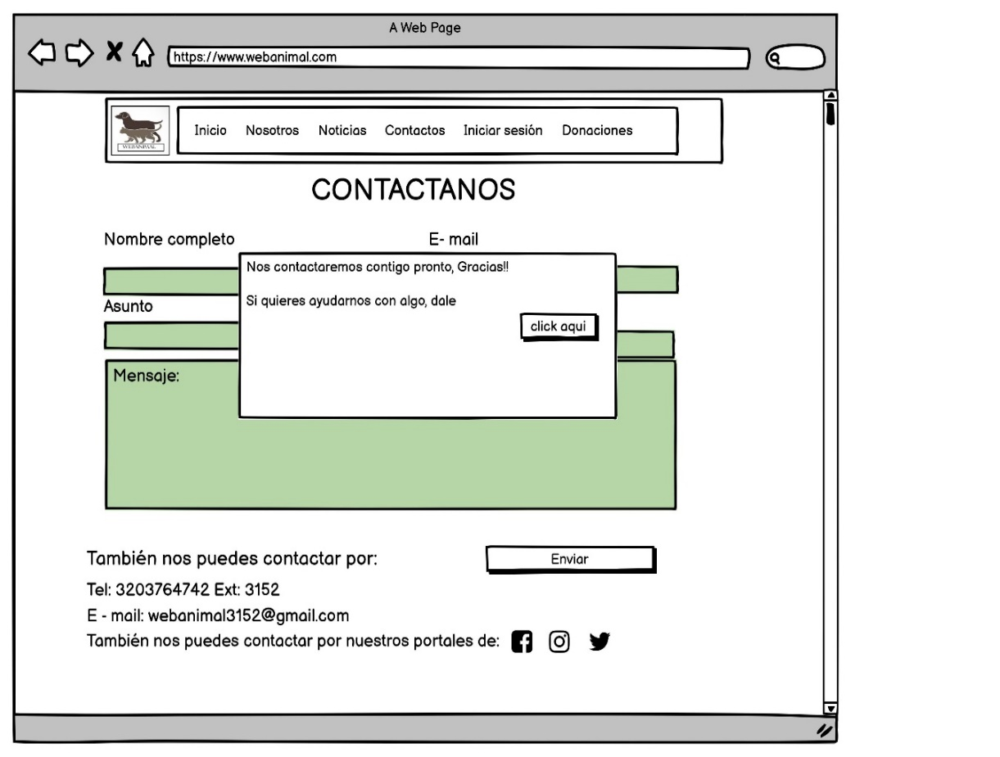 A Web Page
https://www.webanimal.com
WEBANIMAL
Inicio Nosotros Noticias Contactos Iniciar sesión Donaciones
CONTACTANOS
Nombre completo E- mail
Nos contactaremos contigo pronto, Gracias!!
Si quieres ayudarnos con algo, dale
Asunto
click aqui
Mensaje:
También nos puedes contactar por:
Enviar
Tel: 3203764742 Ext: 3152
E - mail: webanimal3152@gmail.com
También nos puedes contactar por nuestros portales de: